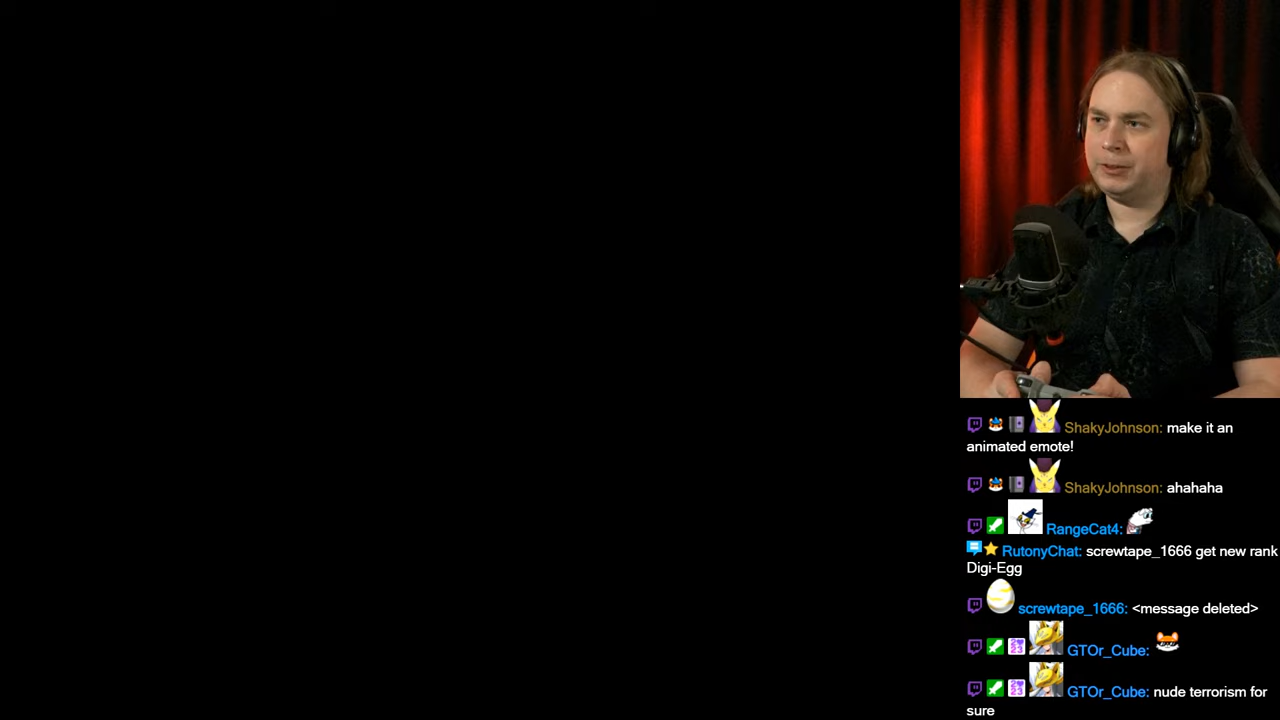 ShakyJohnson: make it an
animated emote!
ShakyJohnson: ahahaha
RangeCat4:
RutonyChat: screwtape_1666 get new rank
Digi-Egg
screwtape_1666: <message deleted>
GTOr_Cube:
GTOr_Cube: nude terrorism for
sure